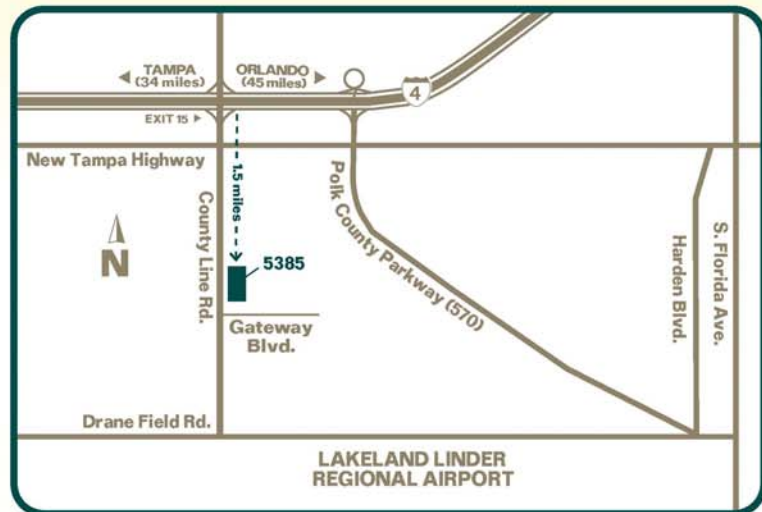 TAMPA
(34 miles)
ORLANDO
(45 miles)
4
EXIT 15
New Tampa Highway
1.5 miles
County Line Rd.
Polk County Parkway (570)
Harden Blvd.
S. Florida Ave.
N
5385
Gateway
Blvd.
Drane Field Rd.
LAKELAND LINDER
REGIONAL AIRPORT